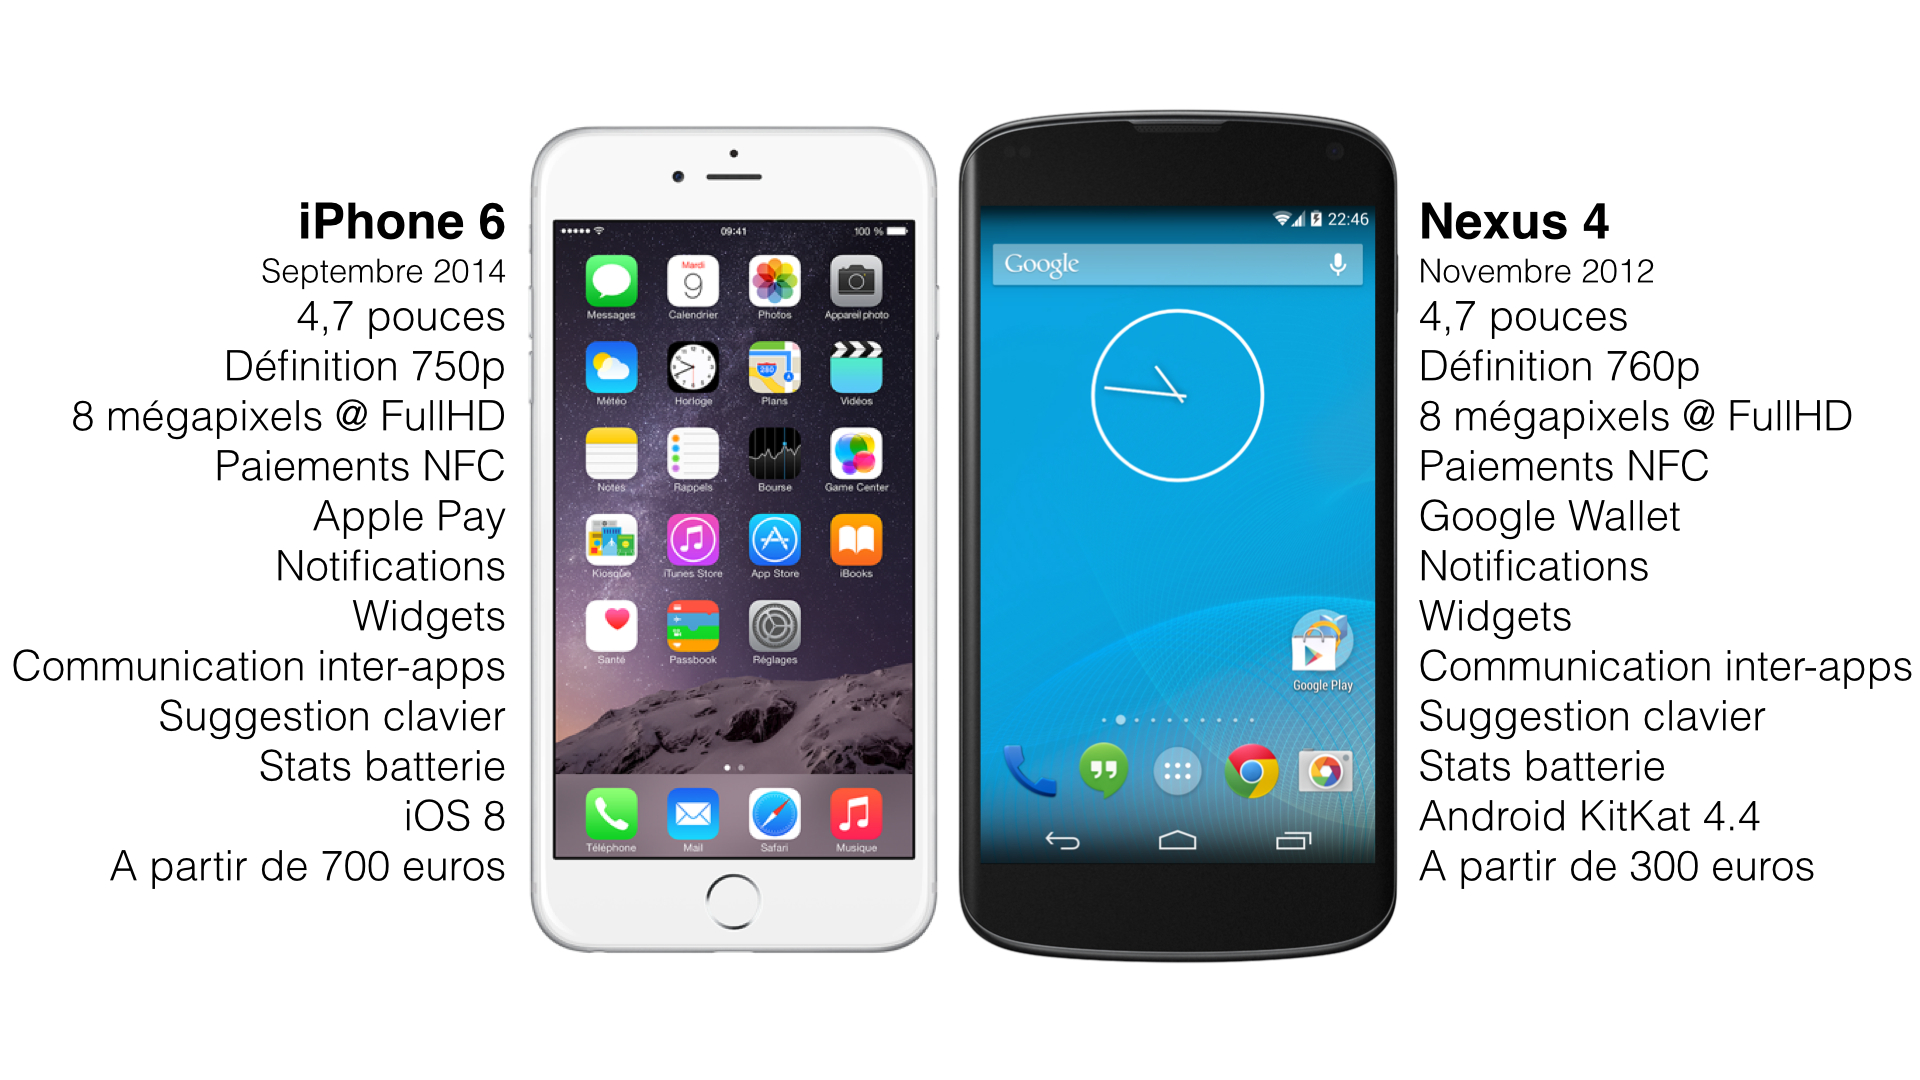 iPhone 6
Septembre 2014
4,7 pouces
Définition 750p
8 mégapixels @ FullHD
Paiements NFC
Apple Pay
Notifications
Widgets
Communication inter-apps
Suggestion clavier
Stats batterie
iOS 8
A partir de 700 euros
09:41
100 %
Mardi
9
Messages
Calendrier
Photos
Appareil photo
280
Météo
Horloge
Plans
Vidéos
Notes
Rappels
Bourse
Game Center
Kiosque
iTunes Store
App Store
iBooks
Santé
Passbook
Réglages
Téléphone
Mail
Safari
Musique
22:46
Google
Google Play
Nexus 4
Novembre 2012
4,7 pouces
Définition 760p
8 mégapixels @ FullHD
Paiements NFC
Google Wallet
Notifications
Widgets
Communication inter-apps
Suggestion clavier
Stats batterie
Android KitKat 4.4
A partir de 300 euros